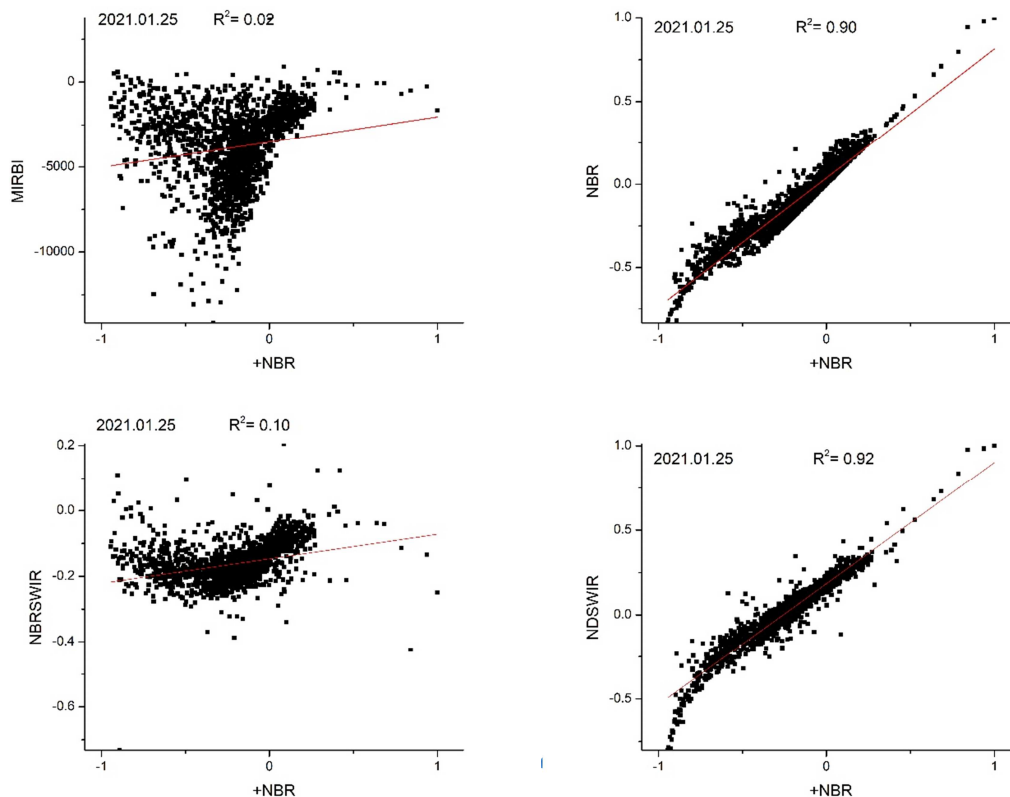 2021.01.25 R²= 0.02
0
-5000
-10000
MIRBI
-1 0 1
+NBR
2021.01.25 R²= 0.90
1.0
0.5
0.0
-0.5
NBR
-1 0 1
+NBR
2021.01.25 R²= 0.10
0.2
0.0
-0.2
-0.4
-0.6
NBRSWIR
-1 0 1
+NBR
2021.01.25 R²= 0.92
1.0
0.5
0.0
-0.5
NDSWIR
-1 0 1
+NBR